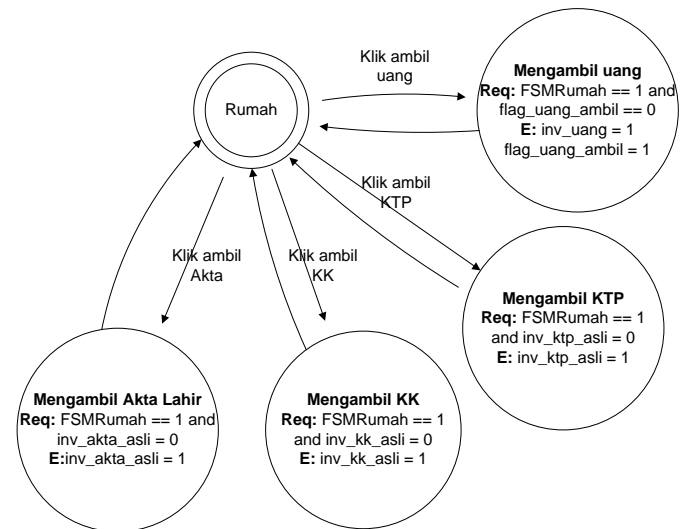 Rumah
Klik ambil
uang
Mengambil uang
Req: FSMRumah == 1 and
flag_uang_ambil == 0
E: inv_uang = 1
flag_uang_ambil = 1
Klik ambil
KTP
Mengambil KTP
Req: FSMRumah == 1
and inv_ktp_asli = 0
E: inv_ktp_asli = 1
Klik ambil
KK
Mengambil KK
Req: FSMRumah == 1
and inv_kk_asli = 0
E: inv_kk_asli = 1
Klik ambil
Akta
Mengambil Akta Lahir
Req: FSMRumah == 1 and
inv_akta_asli = 0
E:inv_akta_asli = 1